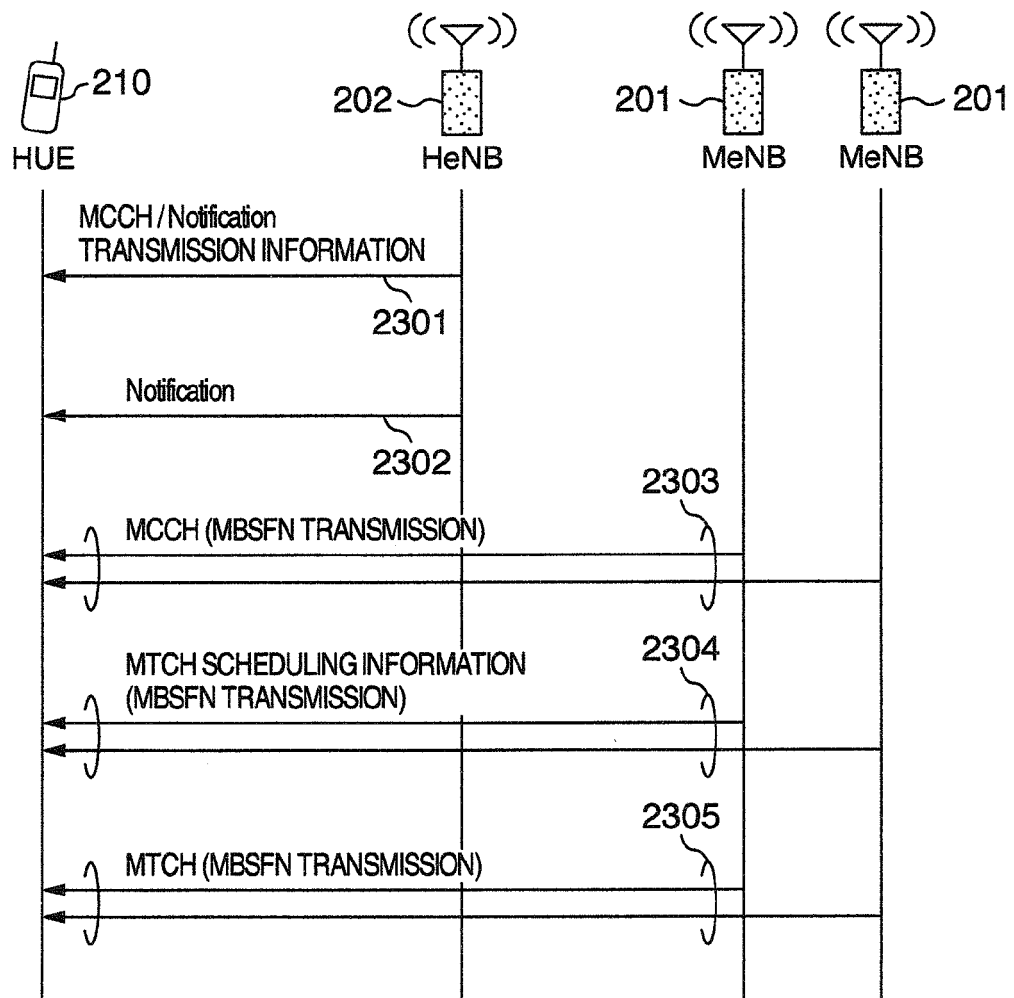 210
202
201
201
HUE
HeNB
MeNB
MeNB
MCCH / Notification
TRANSMISSION INFORMATION
2301
Notification
2302
2303
MCCH (MBSFN TRANSMISSION)
2304
MTCH SCHEDULING INFORMATION
(MBSFN TRANSMISSION)
2305
MTCH (MBSFN TRANSMISSION)